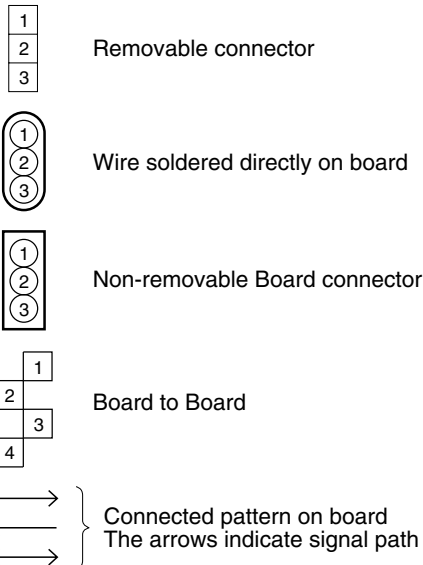 1
2
3
Removable connector
1
2
3
Wire soldered directly on board
1
2
3
Non-removable Board connector
1
2
3
4
Board to Board
Connected pattern on board
The arrows indicate signal path